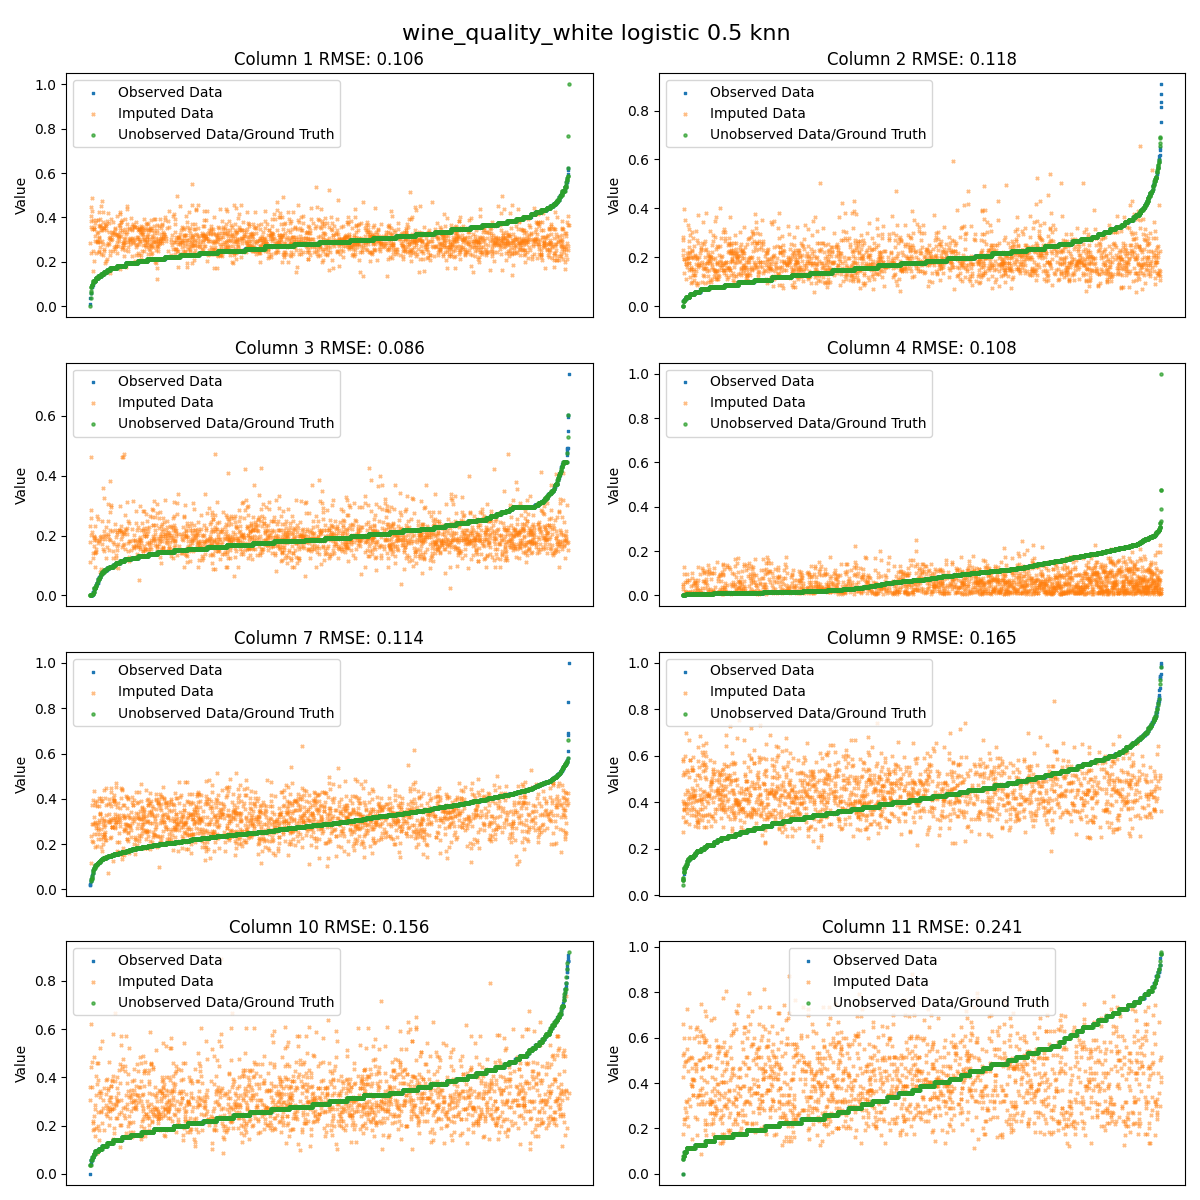 wine_quality_white logistic 0.5 knn
Column 1 RMSE: 0.106
Value
1.0
0.8
0.6
0.4
0.2
0.0
Observed Data
Imputed Data
Unobserved Data/Ground Truth
Column 2 RMSE: 0.118
Value
0.8
0.6
0.4
0.2
0.0
Observed Data
Imputed Data
Unobserved Data/Ground Truth
Column 3 RMSE: 0.086
Value
0.6
0.4
0.2
0.0
Observed Data
Imputed Data
Unobserved Data/Ground Truth
Column 4 RMSE: 0.108
Value
1.0
0.8
0.6
0.4
0.2
0.0
Observed Data
Imputed Data
Unobserved Data/Ground Truth
Column 7 RMSE: 0.114
Value
1.0
0.8
0.6
0.4
0.2
0.0
Observed Data
Imputed Data
Unobserved Data/Ground Truth
Column 9 RMSE: 0.165
Value
1.0
0.8
0.6
0.4
0.2
0.0
Observed Data
Imputed Data
Unobserved Data/Ground Truth
Column 10 RMSE: 0.156
Value
0.8
0.6
0.4
0.2
0.0
Observed Data
Imputed Data
Unobserved Data/Ground Truth
Column 11 RMSE: 0.241
Value
1.0
0.8
0.6
0.4
0.2
0.0
Observed Data
Imputed Data
Unobserved Data/Ground Truth